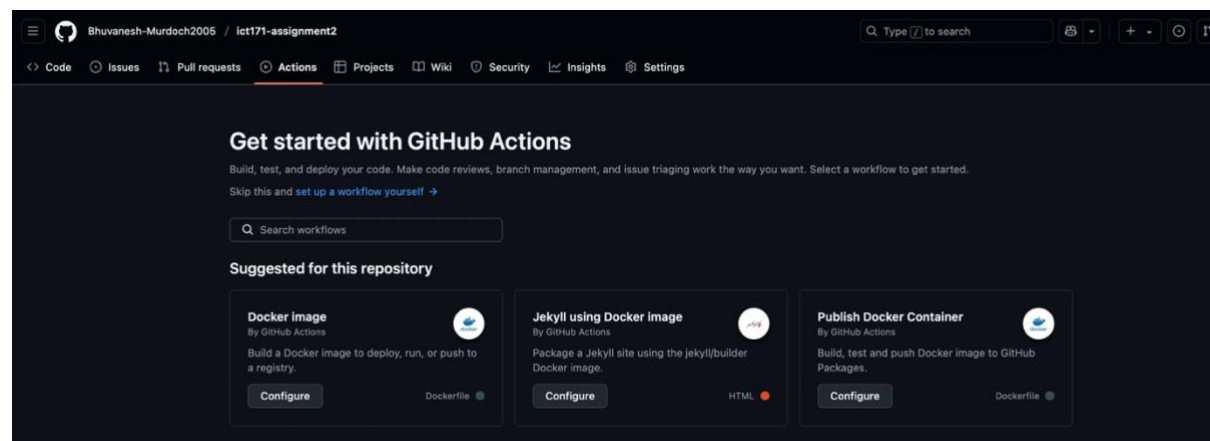 Bhuvanesh-Murdoch2005 / ict171-assignment2
Type / to search
Code Issues Pull requests Actions Projects Wiki Security Insights Settings
Get started with GitHub Actions
Build, test, and deploy your code. Make code reviews, branch management, and issue triaging work the way you want. Select a workflow to get started.
Skip this and set up a workflow yourself →
Search workflows
Suggested for this repository
Docker image
By GitHub Actions
Build a Docker image to deploy, run, or push to
a registry.
Configure
Dockerfile
Jekyll using Docker image
By GitHub Actions
Package a Jekyll site using the jekyll/builder
Docker image.
Configure
HTML
Publish Docker Container
By GitHub Actions
Build, test and push Docker image to GitHub
Packages.
Configure
Dockerfile